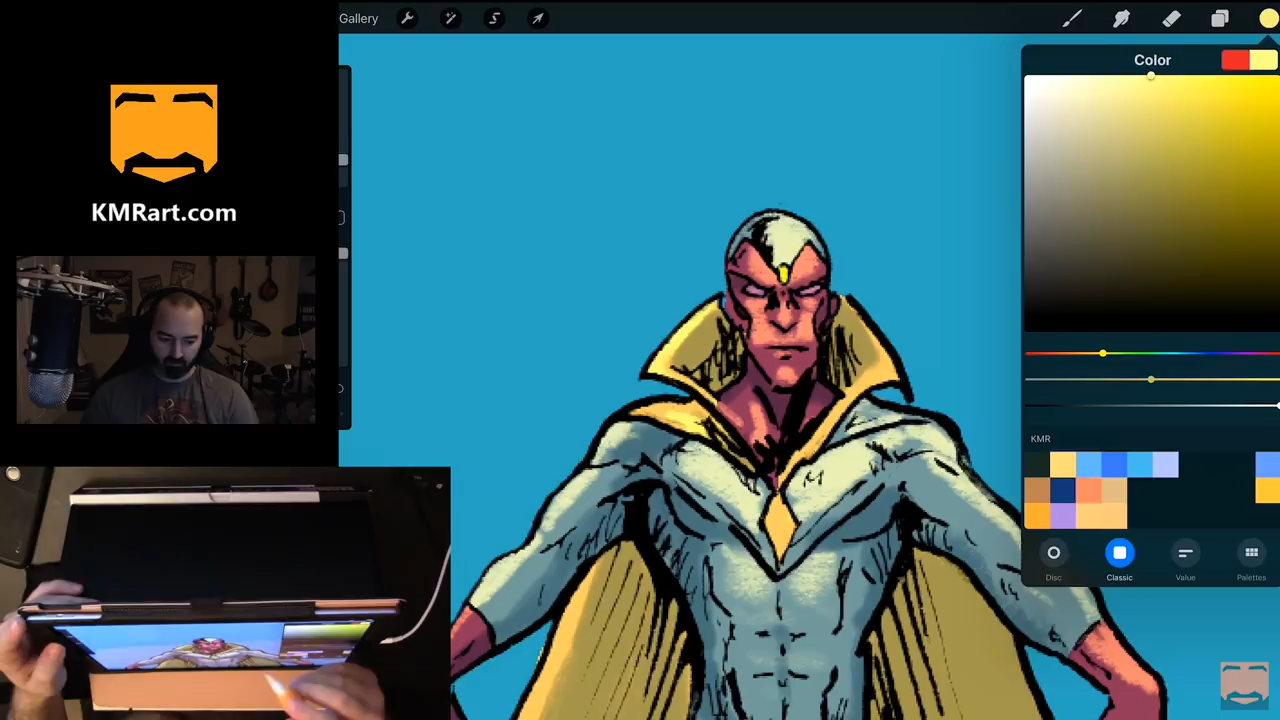 Gallery
Color
KMRart.com
KMR
Disc
Classic
Value
Palettes